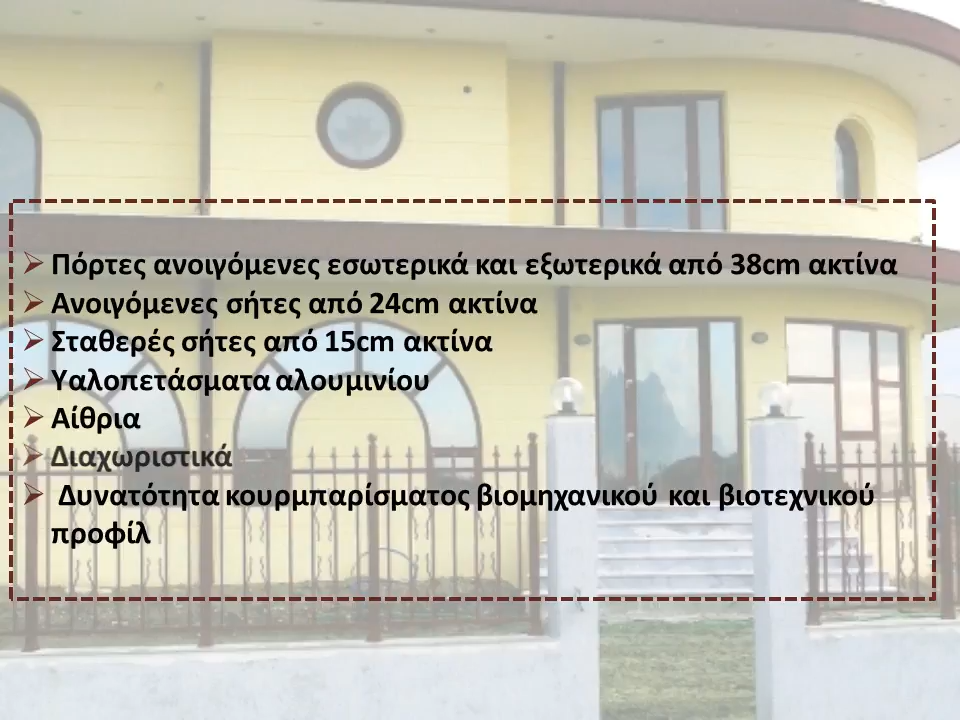 Πόρτες ανοιγόμενες εσωτερικά και εξωτερικά από 38cm ακτίνα
Ανοιγόμενες σήτες από 24cm ακτίνα
Σταθερές σήτες από 15cm ακτίνα
Υαλοπετάσματα αλουμινίου
Αίθρια
Διαχωριστικά
Δυνατότητα κουρμπαρίσματος βιομηχανικού και βιοτεχνικού
προφίλ